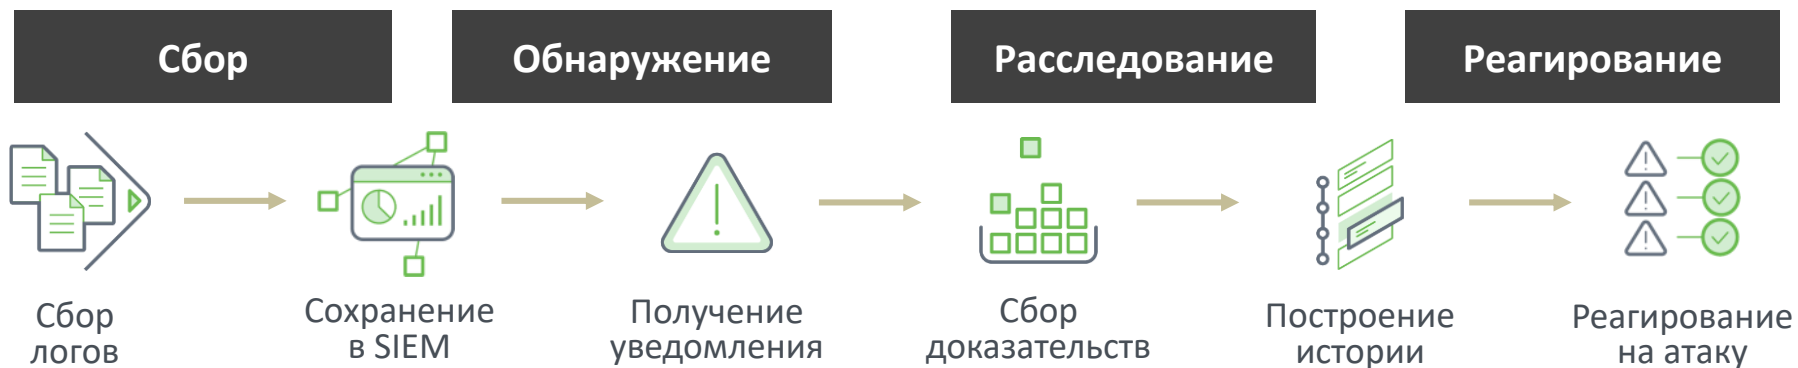 Сбор
Обнаружение
Расследование
Реагирование
Сбор
логов
Сохранение
в SIEM
Получение
уведомления
Сбор
доказательств
Построение
истории
Реагирование
на атаку